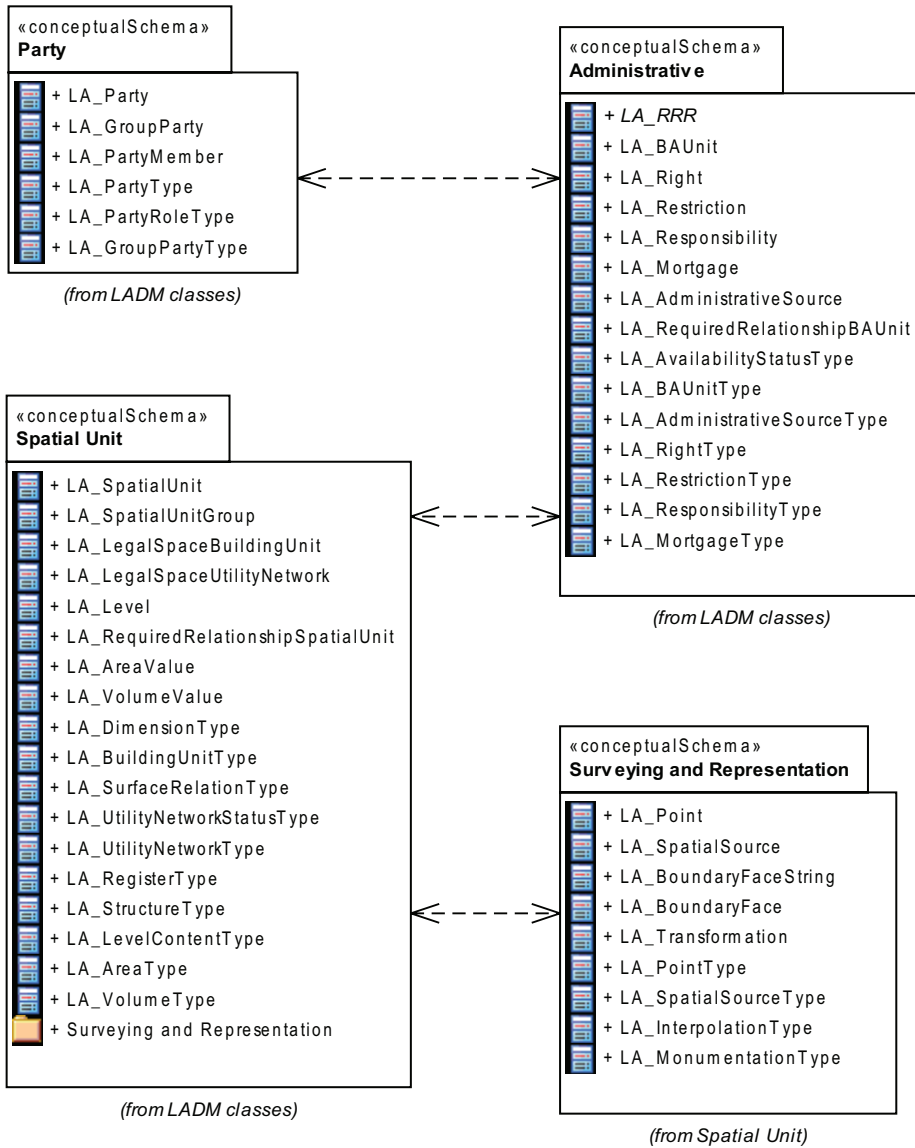 «conceptualSchema»
Party
+ LA_Party
+ LA_GroupParty
+ LA_PartyMember
+ LA_PartyType
+ LA_PartyRoleType
+ LA_GroupPartyType
(from LADM classes)
«conceptualSchema»
Administrative
+ LA_RRR
+ LA_BAUnit
+ LA_Right
+ LA_Restriction
+ LA_Responsibility
+ LA_Mortgage
+ LA_AdministrativeSource
+ LA_RequiredRelationshipBAUnit
+ LA_AvailabilityStatusType
+ LA_BAUnitType
+ LA_AdministrativeSourceType
+ LA_RightType
+ LA_RestrictionType
+ LA_ResponsibilityType
+ LA_MortgageType
(from LADM classes)
«conceptualSchema»
Spatial Unit
+ LA_SpatialUnit
+ LA_SpatialUnitGroup
+ LA_LegalSpaceBuildingUnit
+ LA_LegalSpaceUtilityNetwork
+ LA_Level
+ LA_RequiredRelationshipSpatialUnit
+ LA_AreaValue
+ LA_VolumeValue
+ LA_DimensionType
+ LA_BuildingUnitType
+ LA_SurfaceRelationType
+ LA_UtilityNetworkStatusType
+ LA_UtilityNetworkType
+ LA_RegisterType
+ LA_StructureType
+ LA_LevelContentType
+ LA_AreaType
+ LA_VolumeType
+ Surveying and Representation
(from LADM classes)
«conceptualSchema»
Surveying and Representation
+ LA_Point
+ LA_SpatialSource
+ LA_BoundaryFaceString
+ LA_BoundaryFace
+ LA_Transformation
+ LA_PointType
+ LA_SpatialSourceType
+ LA_InterpolationType
+ LA_MonumentationType
(from Spatial Unit)